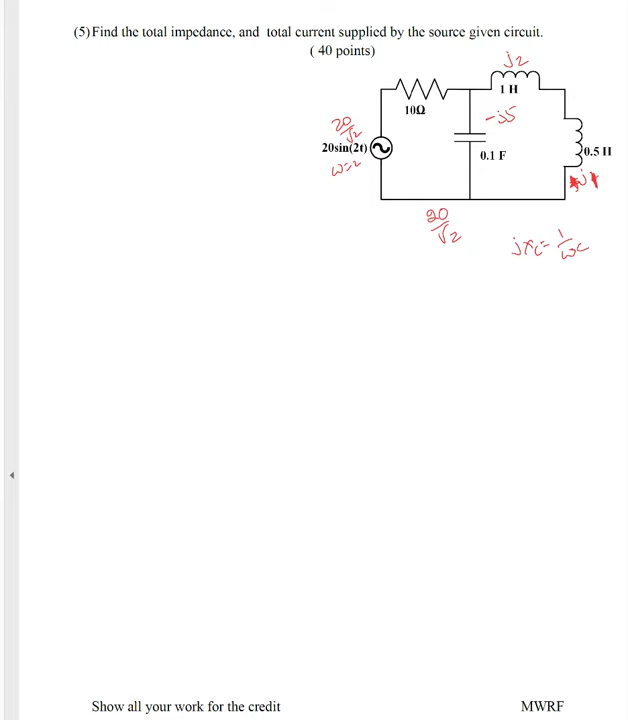 (5) Find the total impedance, and total current supplied by the source given circuit.
( 40 points)
j2
1 H
10Ω
-j5
20/√2
20sin(2t)
ω=2
0.1 F
0.5 H
20/√2
jXc = 1/ωc
Show all your work for the credit
MWRF